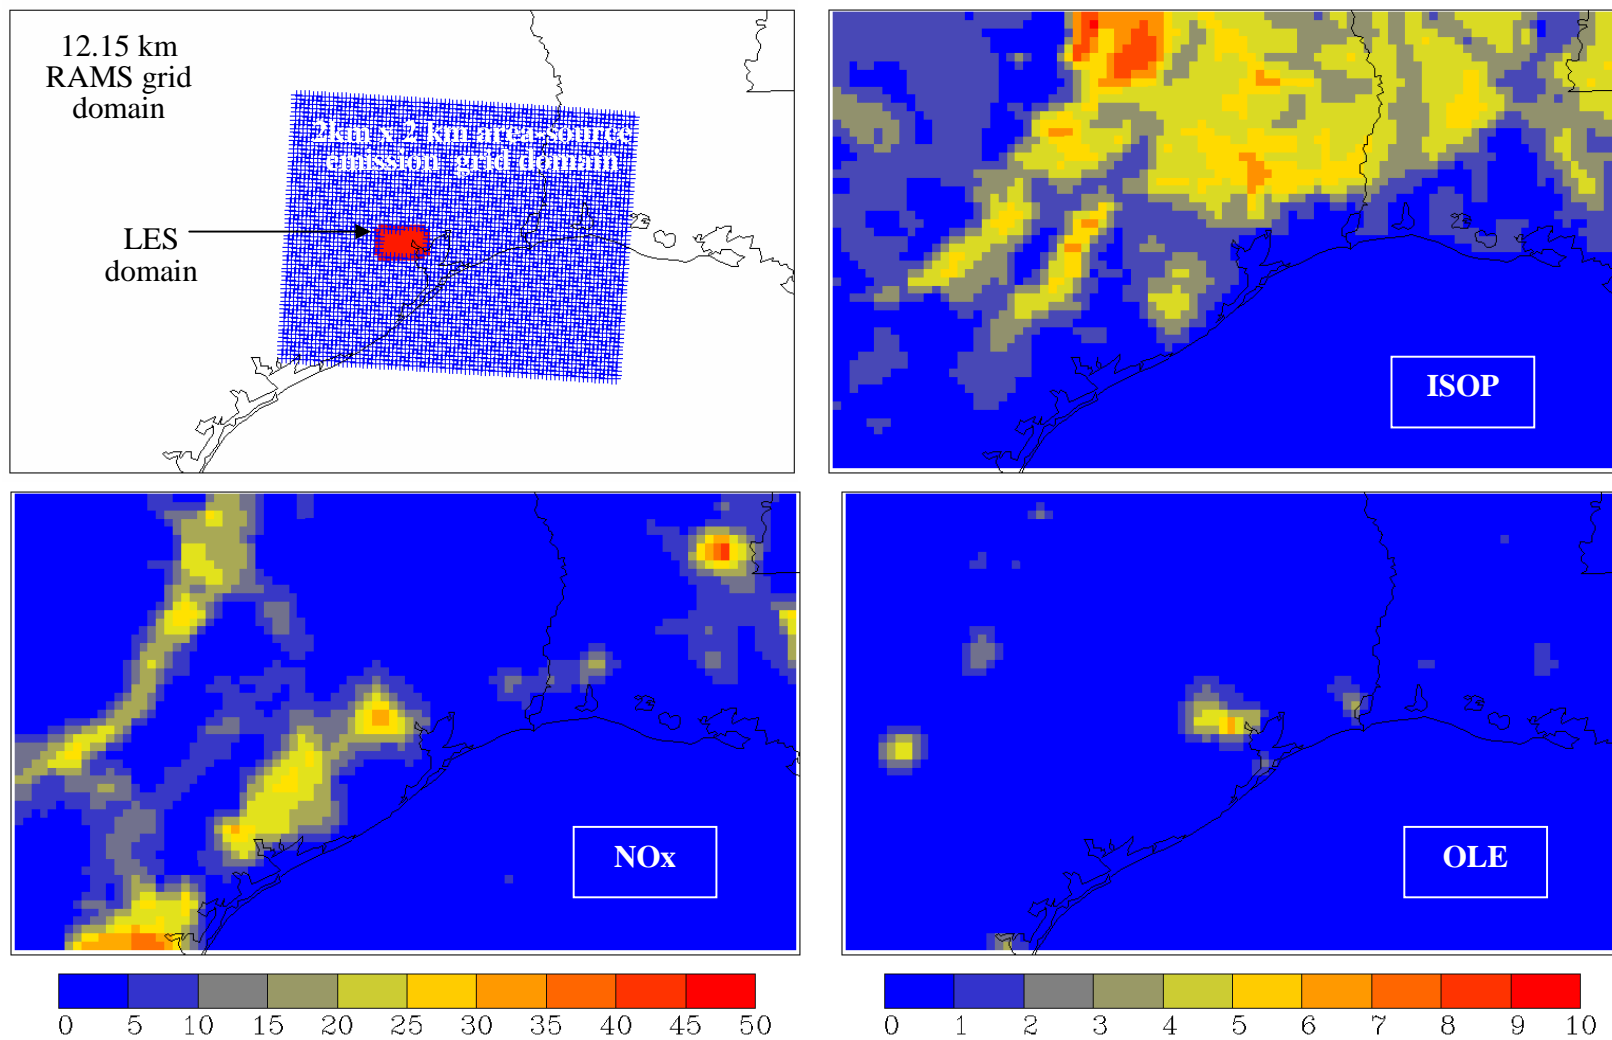 12.15 km
RAMS grid
domain
2km x 2 km area-source
emission grid domain
LES
domain
ISOP
NOx
OLE
0 5 10 15 20 25 30 35 40 45 50
0 1 2 3 4 5 6 7 8 9 10